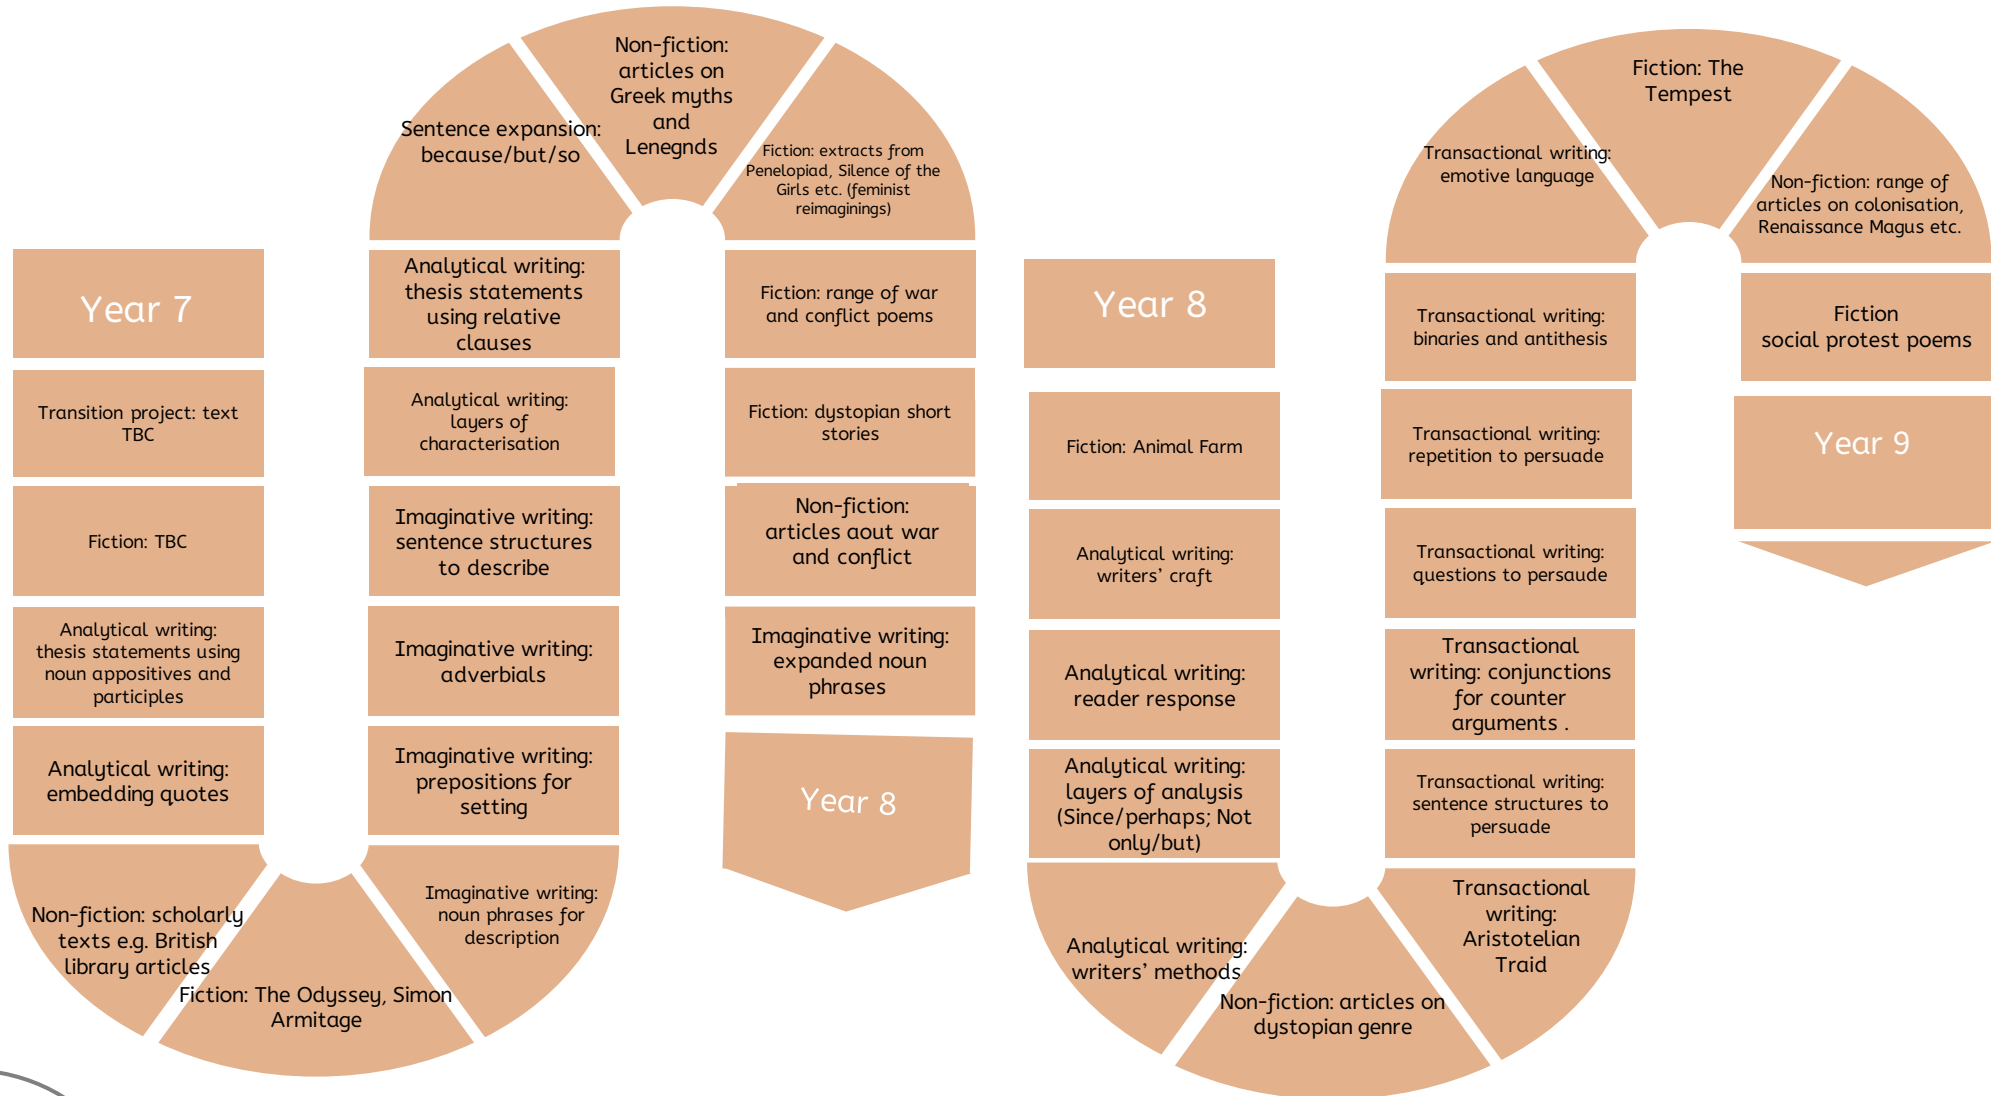 Year 7
Transition project: text
TBC
Fiction: TBC
Analytical writing:
thesis statements using
noun appositives and
participles
Analytical writing:
embedding quotes
Non-fiction: scholarly
texts e.g. British
library articles
Fiction: The Odyssey, Simon
Armitage
Imaginative writing:
noun phrases for
description
Imaginative writing:
prepositions for
setting
Imaginative writing:
adverbials
Imaginative writing:
sentence structures
to describe
Analytical writing:
layers of
characterisation
Analytical writing:
thesis statements
using relative
clauses
Sentence expansion:
because/but/so
Non-fiction:
articles on
Greek myths
and
Lenegnds
Fiction: extracts from
Penelopiad, Silence of the
Girls etc. (feminist
reimaginings)
Fiction: range of war
and conflict poems
Fiction: dystopian short
stories
Non-fiction:
articles aout war
and conflict
Imaginative writing:
expanded noun
phrases
Year 8
Year 8
Fiction: Animal Farm
Analytical writing:
writers’ craft
Analytical writing:
reader response
Analytical writing:
layers of analysis
(Since/perhaps; Not
only/but)
Analytical writing:
writers’ methods
Non-fiction: articles on
dystopian genre
Transactional
writing:
Aristotelian
Traid
Transactional writing:
sentence structures to
persuade
Transactional
writing: conjunctions
for counter
arguments .
Transactional writing:
questions to persaude
Transactional writing:
repetition to persuade
Transactional writing:
binaries and antithesis
Transactional writing:
emotive language
Fiction: The
Tempest
Non-fiction: range of
articles on colonisation,
Renaissance Magus etc.
Fiction
social protest poems
Year 9